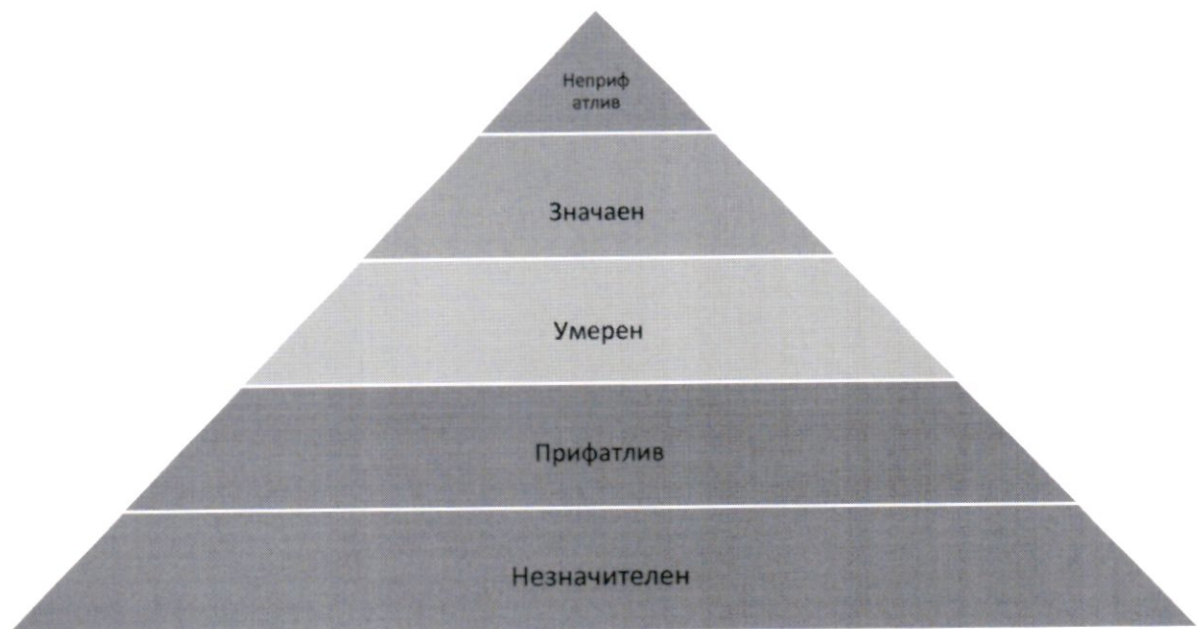 Неприф
атлив
Значаен
Умерен
Прифатлив
Незначителен